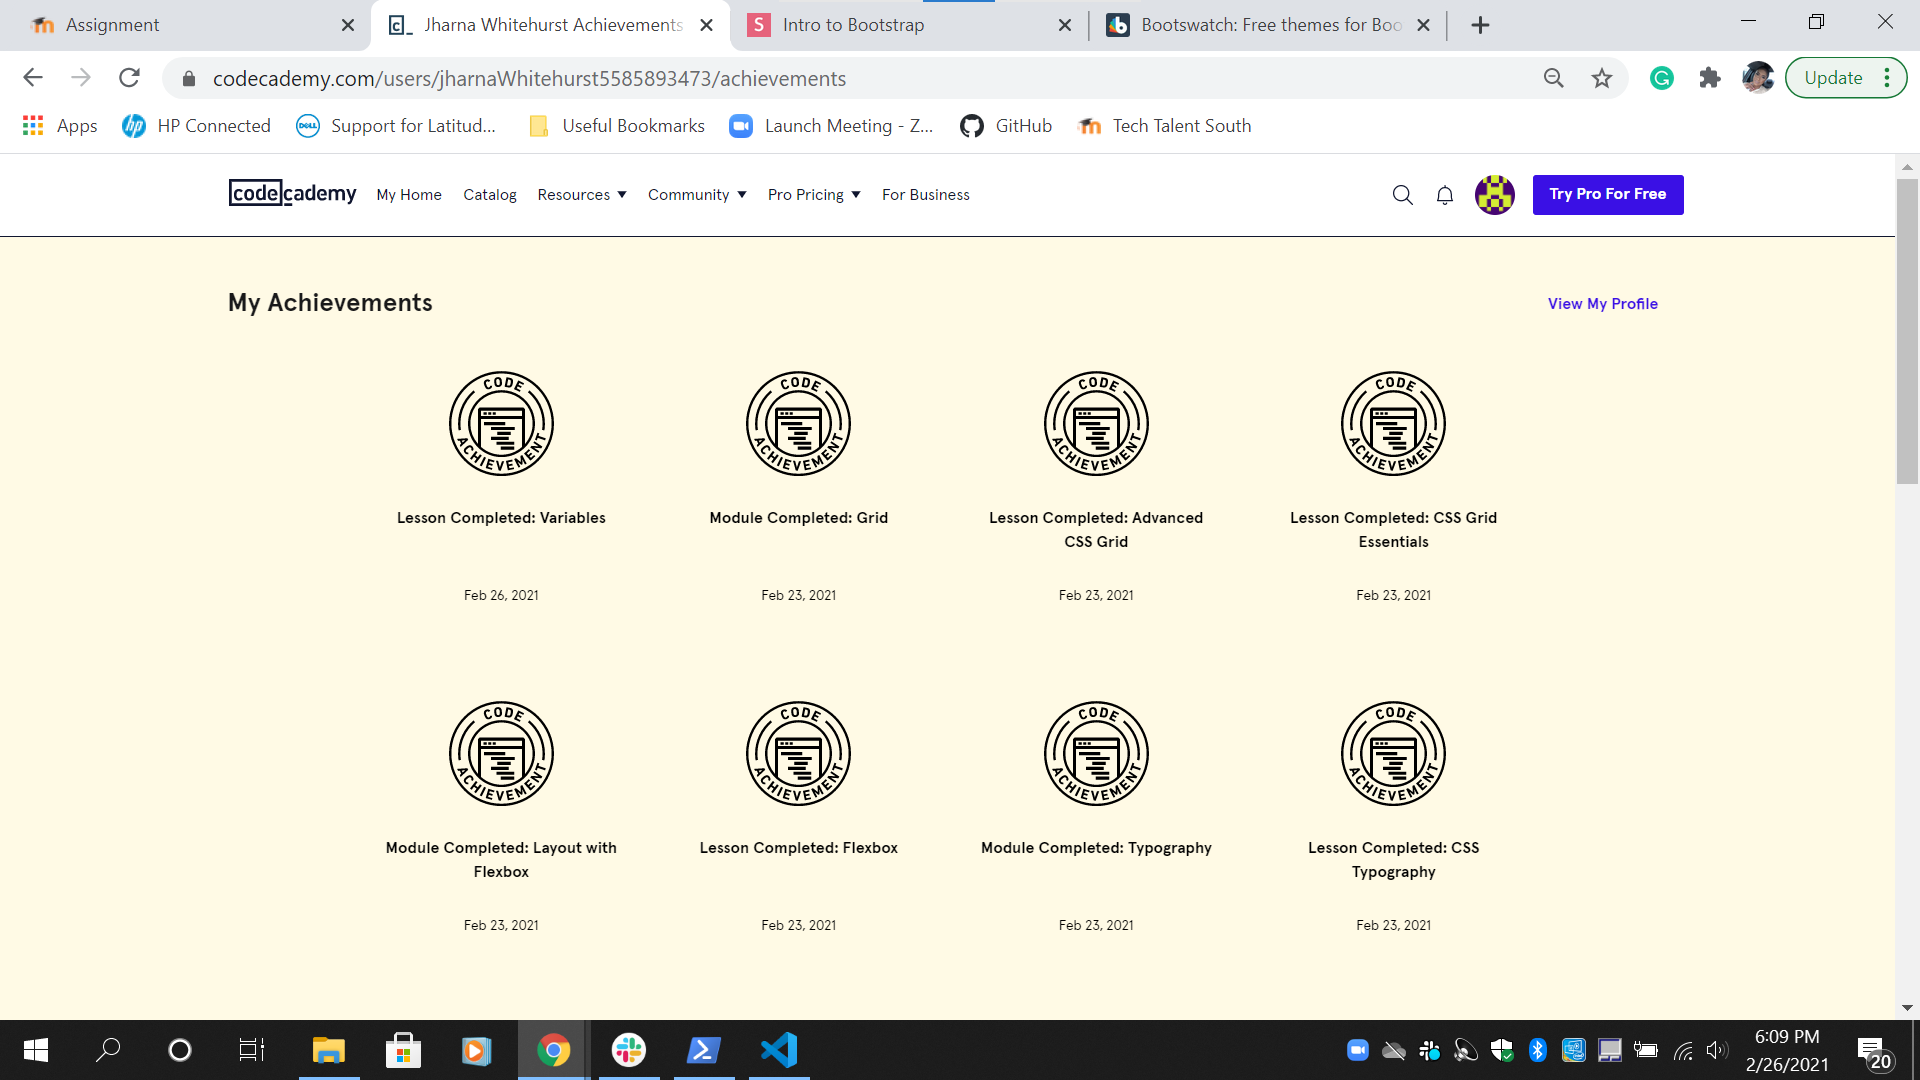 Assignment
Jharna Whitehurst Achievements
Intro to Bootstrap
Bootswatch: Free themes for Boo
codecademy.com/users/jharnaWhitehurst5585893473/achievements
Update
Apps
HP Connected
Support for Latitud...
Useful Bookmarks
Launch Meeting - Z...
GitHub
Tech Talent South
codecademy
My Home
Catalog
Resources
Community
Pro Pricing
For Business
Try Pro For Free
My Achievements
View My Profile
CODE
ACHIEVEMENT
CODE
ACHIEVEMENT
CODE
ACHIEVEMENT
CODE
ACHIEVEMENT
Lesson Completed: Variables
Module Completed: Grid
Lesson Completed: Advanced
CSS Grid
Lesson Completed: CSS Grid
Essentials
Feb 26, 2021
Feb 23, 2021
Feb 23, 2021
Feb 23, 2021
CODE
ACHIEVEMENT
CODE
ACHIEVEMENT
CODE
ACHIEVEMENT
CODE
ACHIEVEMENT
Module Completed: Layout with
Flexbox
Lesson Completed: Flexbox
Module Completed: Typography
Lesson Completed: CSS
Typography
Feb 23, 2021
Feb 23, 2021
Feb 23, 2021
Feb 23, 2021
6:09 PM
2/26/2021
20